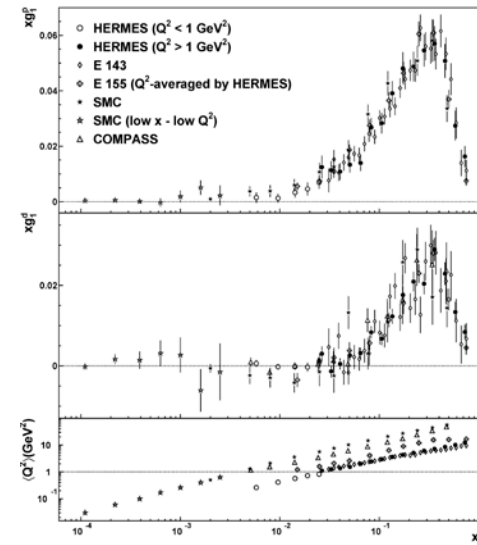 xg₁ᵖ
0.06
0.04
0.02
0
HERMES (Q² < 1 GeV²)
HERMES (Q² > 1 GeV²)
E 143
E 155 (Q²-averaged by HERMES)
SMC
SMC (low x - low Q²)
COMPASS
xg₁ᵈ
0.02
0
⟨Q²⟩(GeV²)
10
1
10⁻¹
10⁻⁴ 10⁻³ 10⁻² 10⁻¹ x